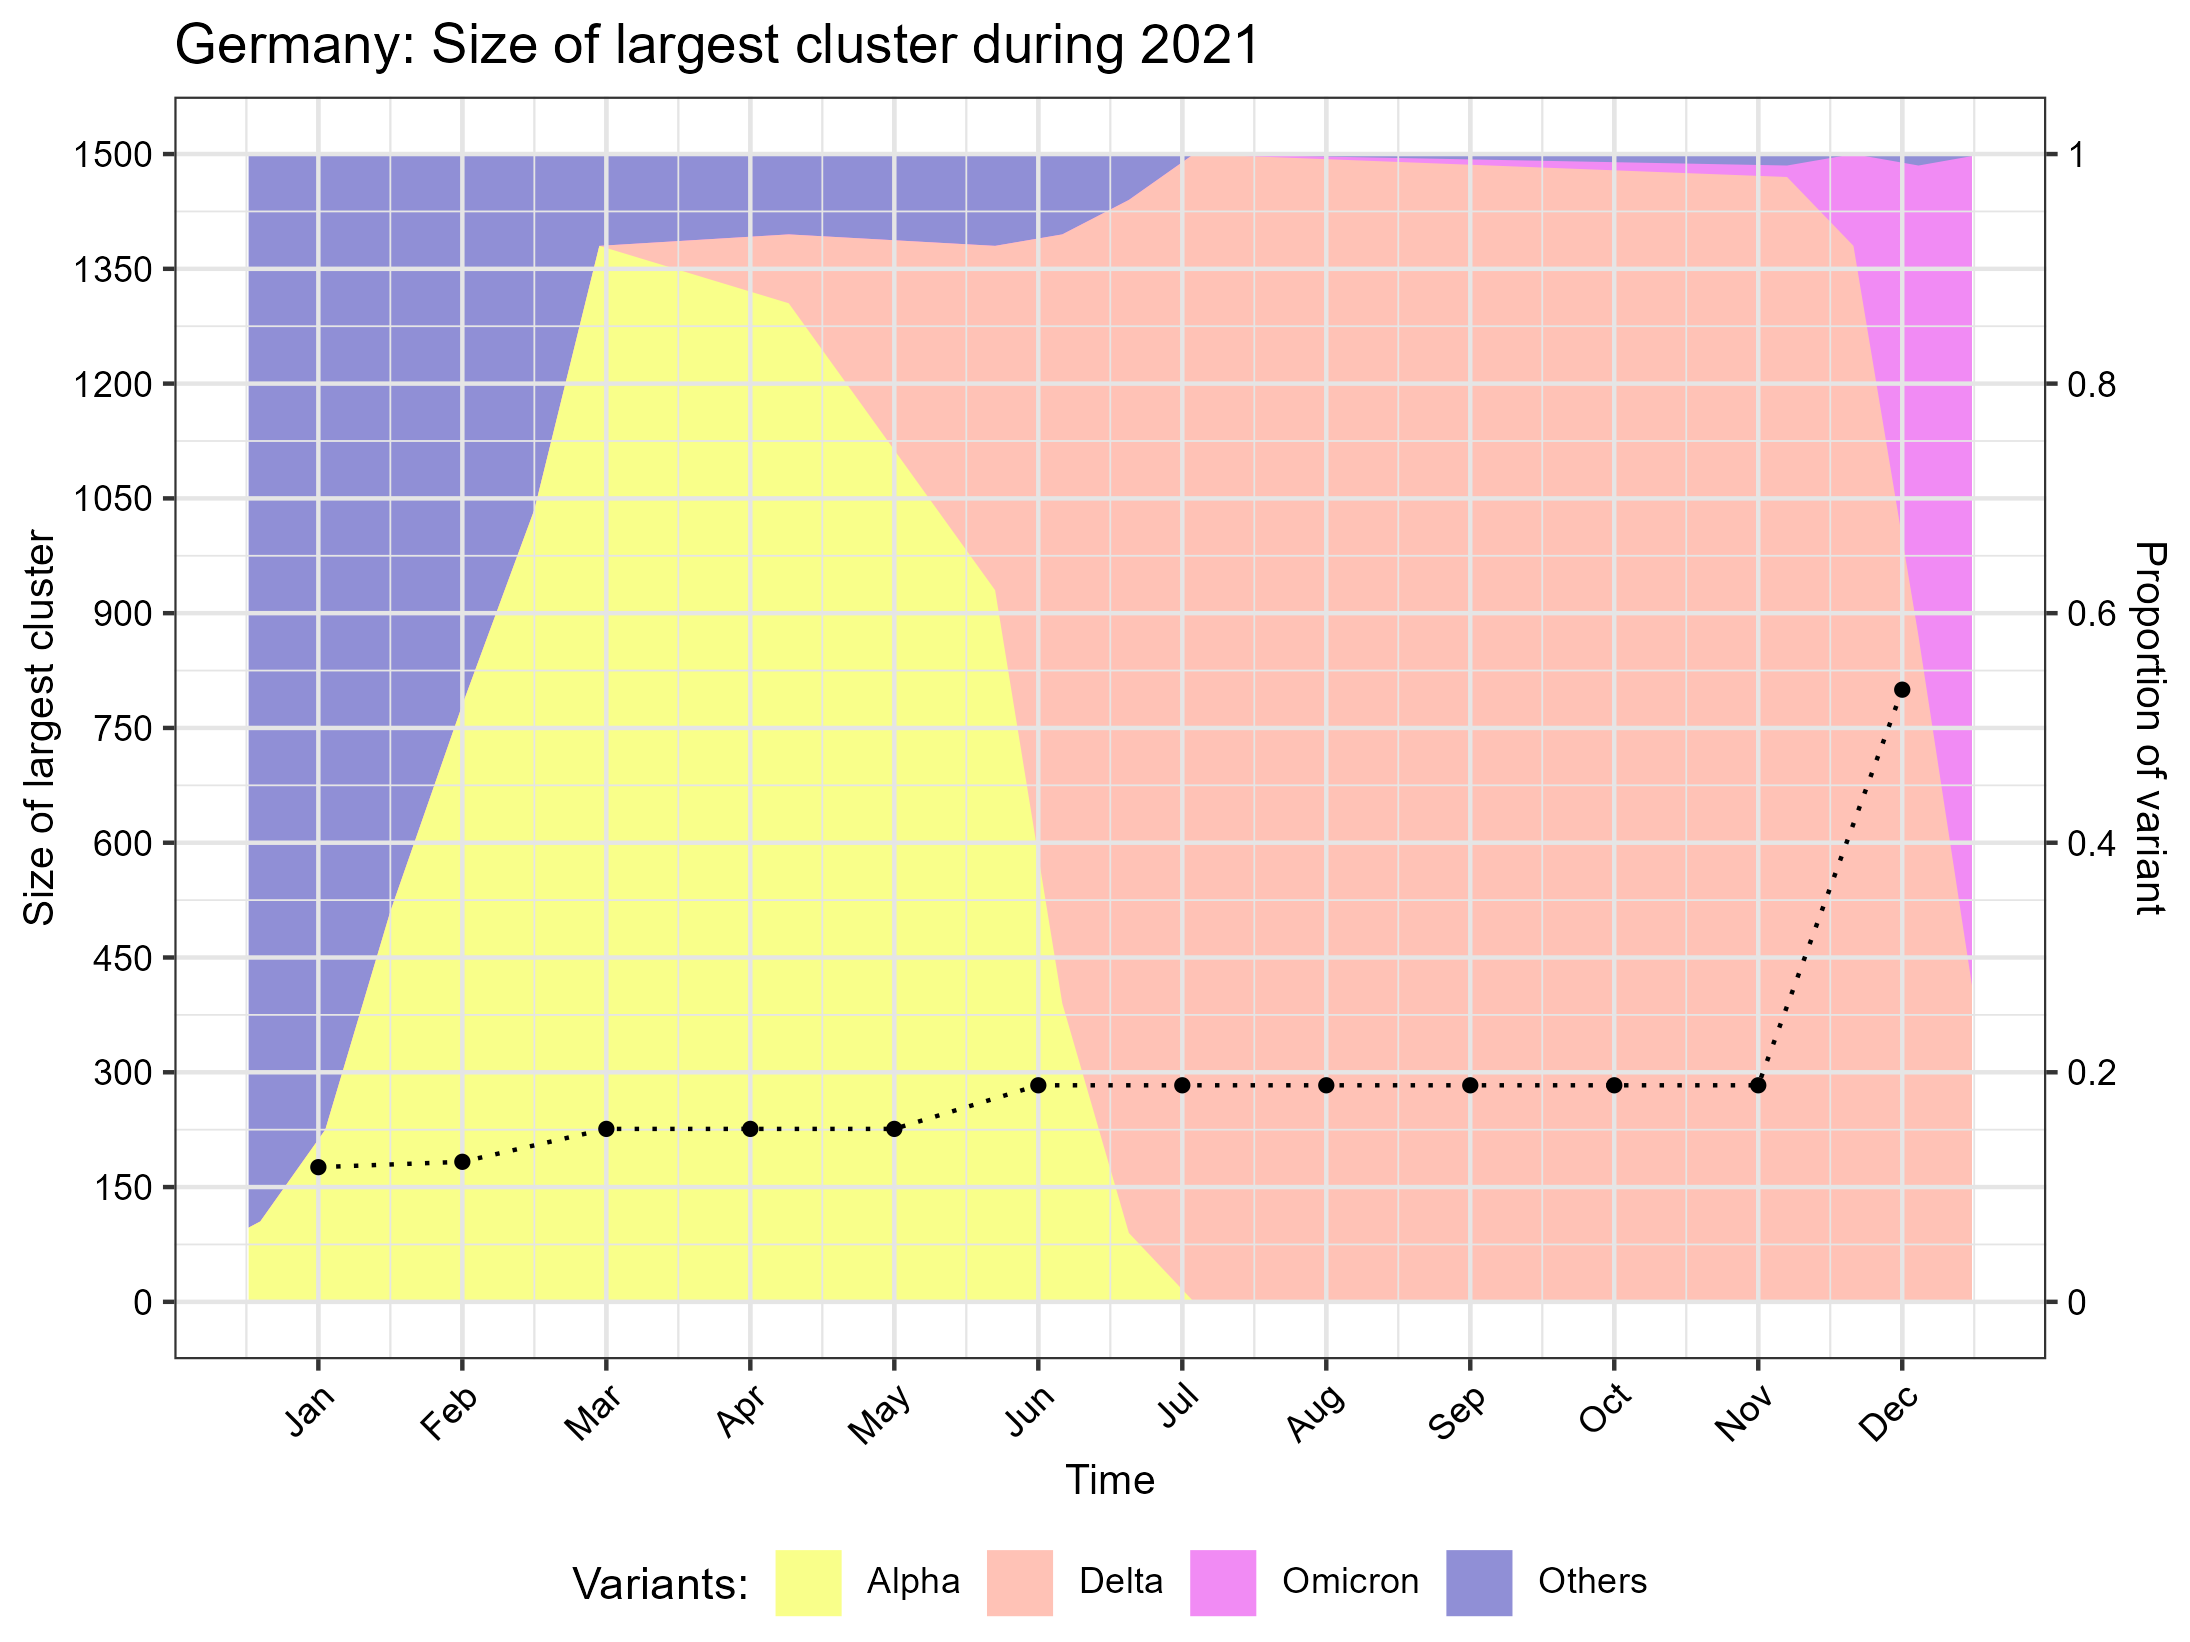 Germany: Size of largest cluster during 2021
Size of largest cluster
1500
1350
1200
1050
900
750
600
450
300
150
0
1
0.8
0.6
0.4
0.2
0
Proportion of variant
Jan
Feb
Mar
Apr
May
Jun
Jul
Aug
Sep
Oct
Nov
Dec
Time
Variants: Alpha Delta Omicron Others